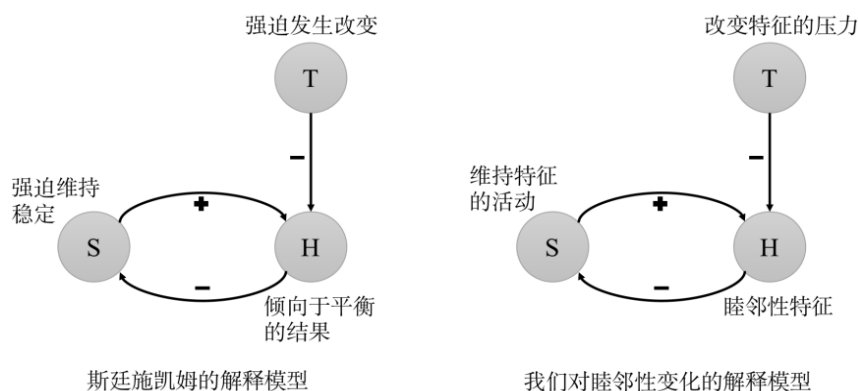 强迫发生改变
T
−
强迫维持
稳定
+
S
H
−
倾向于平衡
的结果
斯廷施凯姆的解释模型
改变特征的压力
T
−
维持特征
的活动
+
S
H
−
睦邻性特征
我们对睦邻性变化的解释模型